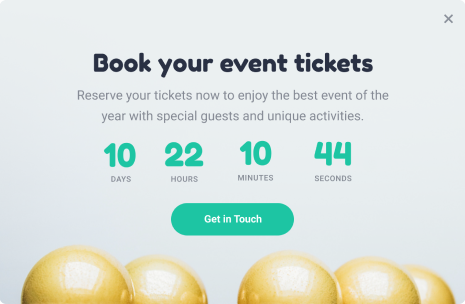 Book your event tickets
Reserve your tickets now to enjoy the best event of the
year with special guests and unique activities.
10 22 10 44
DAYS HOURS MINUTES SECONDS
Get in Touch